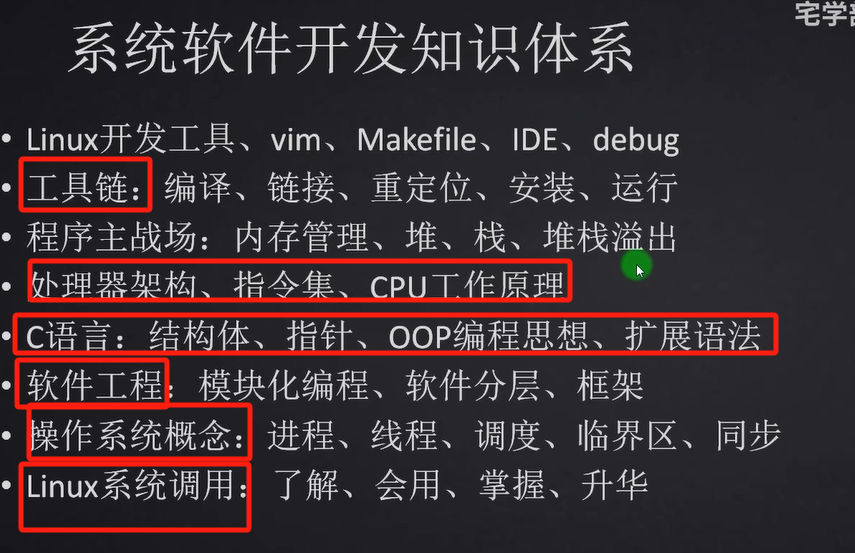 宅学部
系统软件开发知识体系
• Linux开发工具、vim、Makefile、IDE、debug
• 工具链：编译、链接、重定位、安装、运行
• 程序主战场：内存管理、堆、栈、堆栈溢出
• 处理器架构、指令集、CPU工作原理
• C语言：结构体、指针、OOP编程思想、扩展语法
• 软件工程：模块化编程、软件分层、框架
• 操作系统概念：进程、线程、调度、临界区、同步
• Linux系统调用：了解、会用、掌握、升华